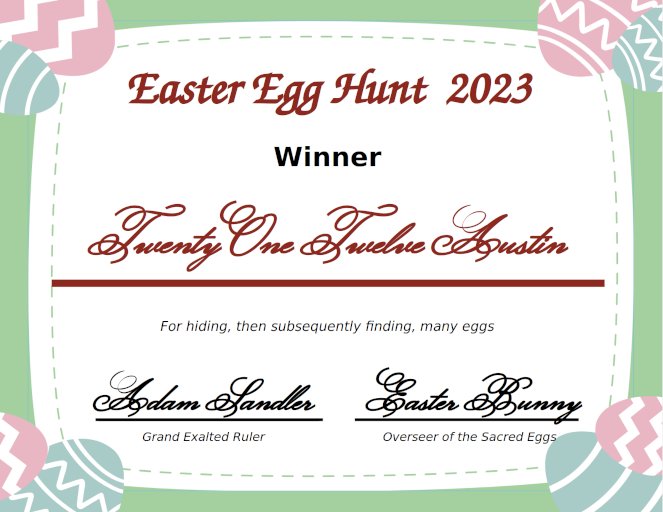 Easter Egg Hunt 2023
Winner
Twenty One Twelve Austin
For hiding, then subsequently finding, many eggs
Adam Sandler
Easter Bunny
Grand Exalted Ruler
Overseer of the Sacred Eggs